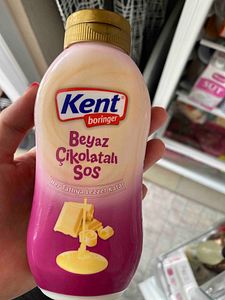 Kent
boringer
Beyaz
Çikolatalı
Sos